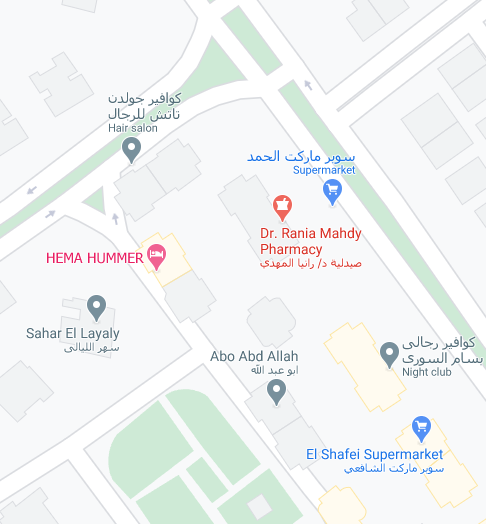 كوافير جولدن
تاتش للرجال
Hair salon
سوبر ماركت الحمد
Supermarket
Dr. Rania Mahdy
Pharmacy
صيدلية د/ رانيا المهدي
HEMA HUMMER
Sahar El Layaly
سهر الليالى
Abo Abd Allah
ابو عبد الله
كوافير رجالى
بسام السورى
Night club
El Shafei Supermarket
سوبر ماركت الشافعي